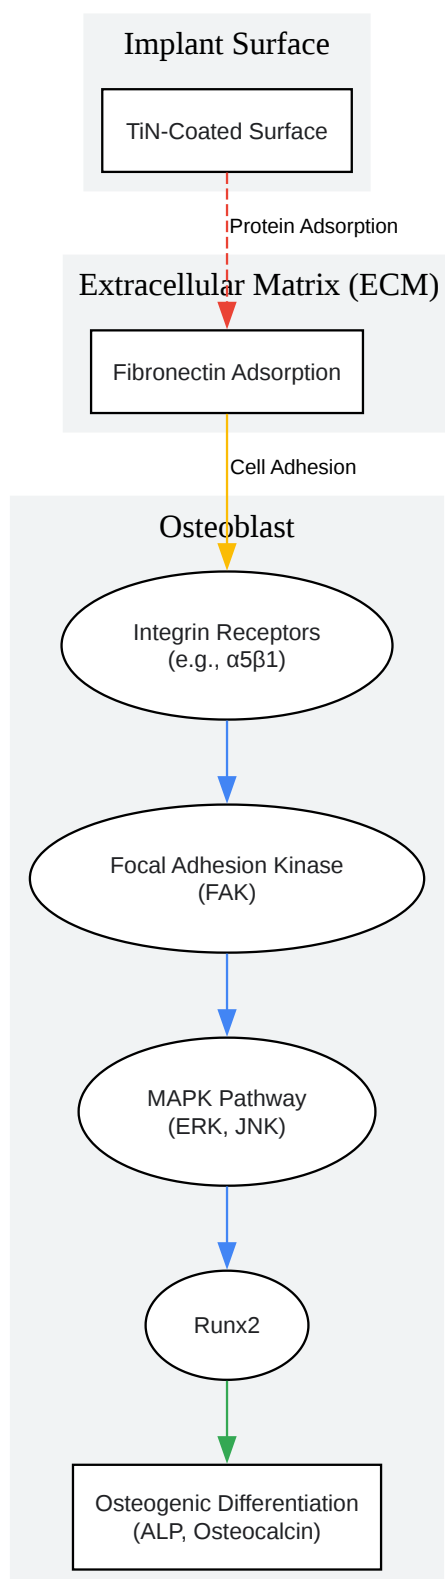 Implant Surface
TiN-Coated Surface
Protein Adsorption
Extracellular Matrix (ECM)
Fibronectin Adsorption
Cell Adhesion
Osteoblast
Integrin Receptors
(e.g., α5β1)
Focal Adhesion Kinase
(FAK)
MAPK Pathway
(ERK, JNK)
Runx2
Osteogenic Differentiation
(ALP, Osteocalcin)